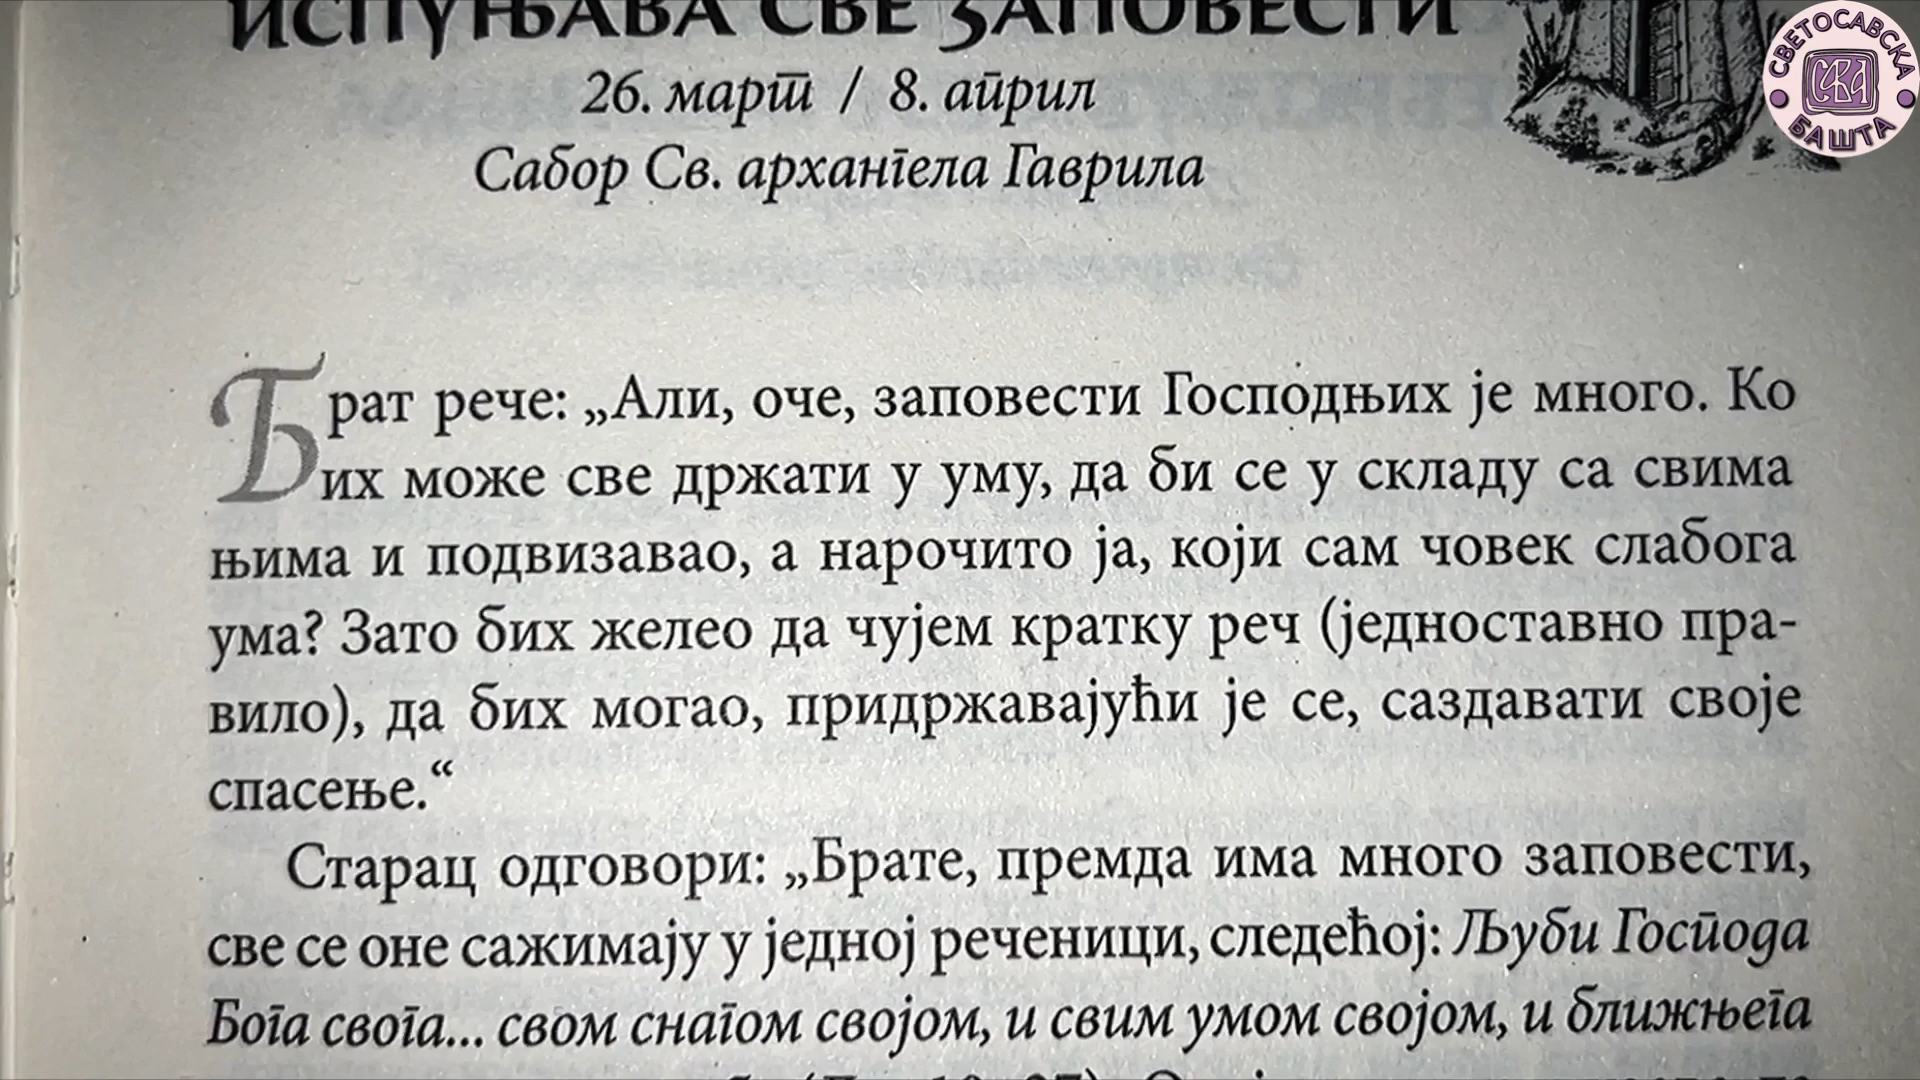 ИСПУЊАВА СВЕ ЗАПОВЕСТИ
26. март / 8. април
Сабор Св. архангела Гаврила
СВЕТОСАВСКА
БАШТА
Брат рече: „Али, оче, заповести Господњих је много. Ко
их може све држати у уму, да би се у складу са свима
њима и подвизавао, а нарочито ја, који сам човек слабога
ума? Зато бих желео да чујем кратку реч (једноставно пра-
вило), да бих могао, придржавајући је се, саздавати своје
спасење.“
Старац одговори: „Брате, премда има много заповести,
све се оне сажимају у једној реченици, следећој: Љуби Господа
Бога свога... свом снагом својом, и свим умом својом, и ближњега